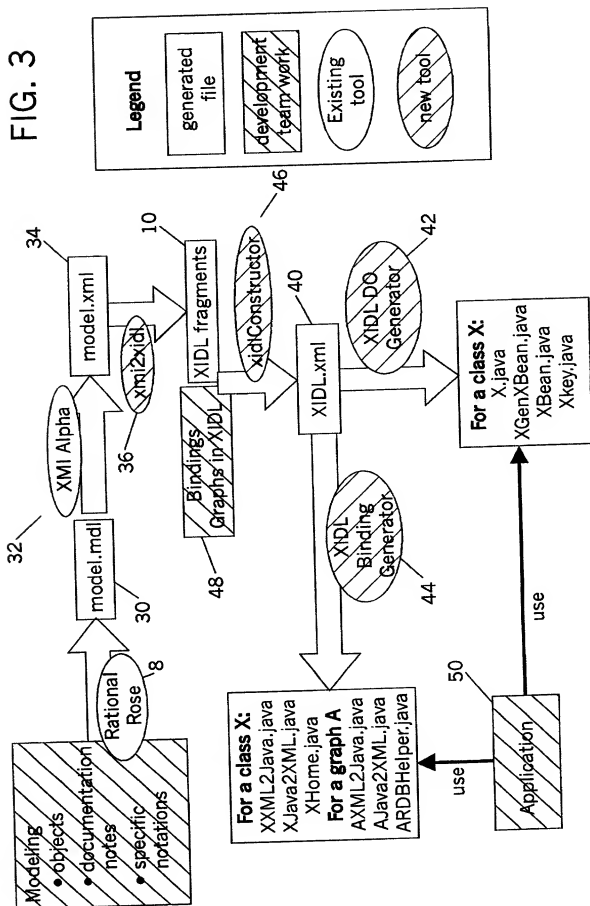 FIG. 3
Legend
generated
file
development
team work
Existing
tool
new tool
Modeling
• objects
• documentation
notes
• specific
notations
Rational
Rose
8
model.mdl
30
32
XMI Alpha
model.xml
34
xmi2xidl
36
XIDL fragments
10
Bindings
Graphs in XIDL
48
xidlConstructor
46
XIDL.xml
40
XIDL DO
Generator
42
XIDL
Binding
Generator
44
For a class X:
XXML2Java.java
XJava2XML.java
XHome.java
For a graph A
AXML2Java.java
AJava2XML.java
ARDBHelper.java
For a class X:
X.java
XGenXBean.java
XBean.java
Xkey.java
use
use
50
Application